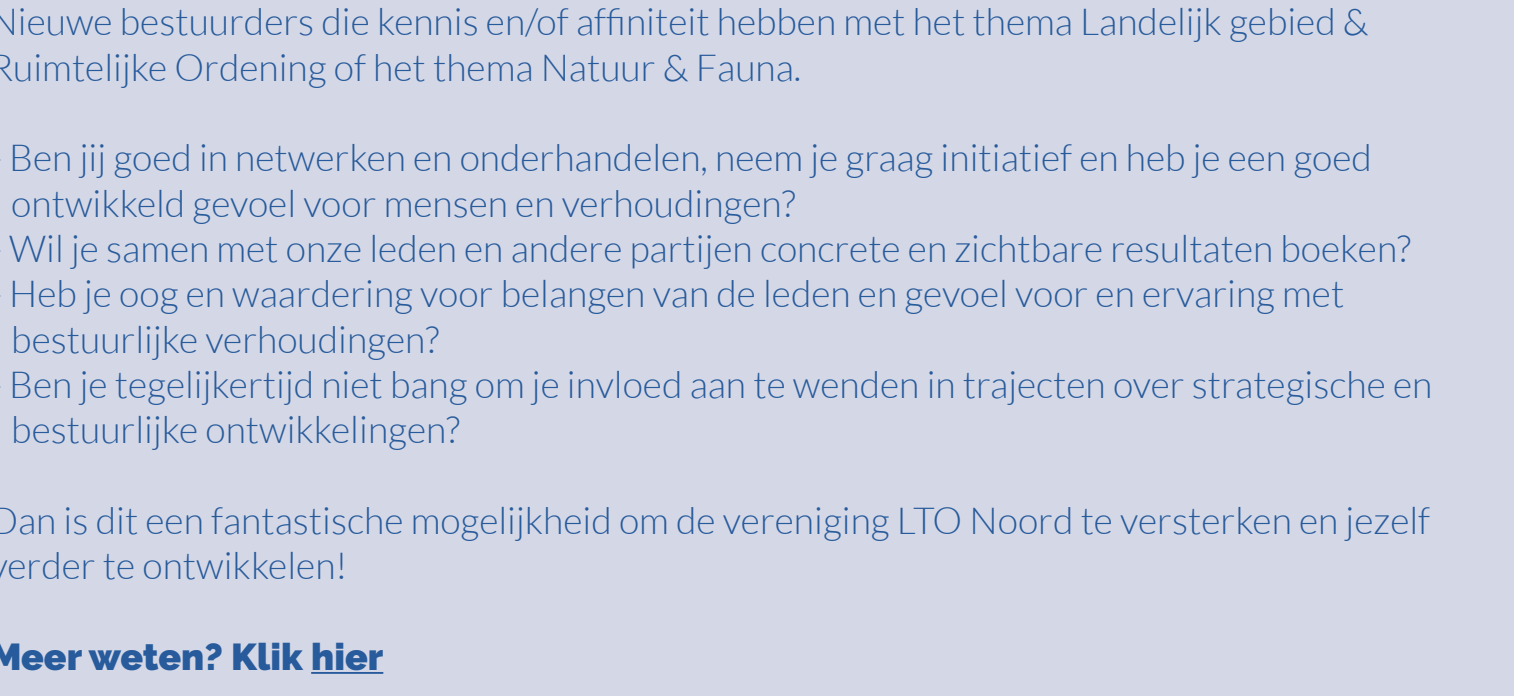 Nieuwe bestuurders die kennis en/of affiniteit hebben met het thema Landelijk gebied &
Ruimtelijke Ordening of het thema Natuur & Fauna.
- Ben jij goed in netwerken en onderhandelen, neem je graag initiatief en heb je een goed
ontwikkeld gevoel voor mensen en verhoudingen?
- Wil je samen met onze leden en andere partijen concrete en zichtbare resultaten boeken?
- Heb je oog en waardering voor belangen van de leden en gevoel voor en ervaring met
bestuurlijke verhoudingen?
- Ben je tegelijkertijd niet bang om je invloed aan te wenden in trajecten over strategische en
bestuurlijke ontwikkelingen?
Dan is dit een fantastische mogelijkheid om de vereniging LTO Noord te versterken en jezelf
verder te ontwikkelen!
Meer weten? Klik hier